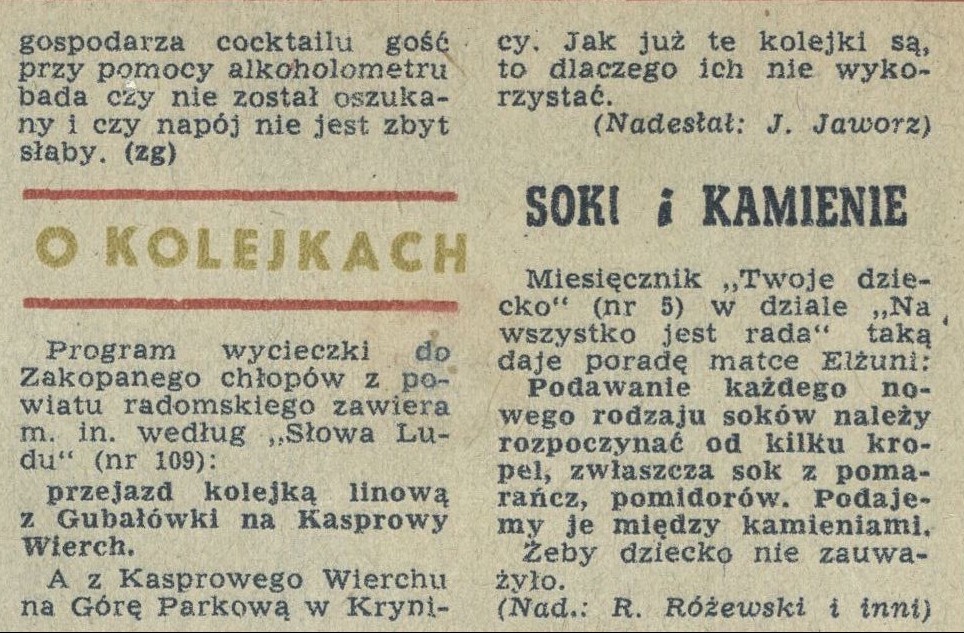 gospodarza cocktailu gość
przy pomocy alkoholometru
bada czy nie został oszuka-
ny i czy napój nie jest zbyt
słaby. (zg)
O KOLEJKACH
Program wycieczki do
Zakopanego chłopów z po-
wiatu radomskiego zawiera
m. in. według „Słowa Lu-
du“ (nr 109):
przejazd kolejką linową
z Gubałówki na Kasprowy
Wierch.
A z Kasprowego Wierchu
na Górę Parkową w Kryni-
cy. Jak już te kolejki są,
to dlaczego ich nie wyko-
rzystać.
(Nadesłał: J. Jaworz)
SOKI i KAMIENIE
Miesięcznik „Twoje dzie-
cko“ (nr 5) w dziale „Na
wszystko jest rada“ taką
daje poradę matce Elżuni:
Podawanie każdego no-
wego rodzaju soków należy
rozpoczynać od kilku kro-
pel, zwłaszcza sok z poma-
rańcz, pomidorów. Podaje-
my je między kamieniami.
Żeby dziecko nie zauwa-
żyło.
(Nad.: R. Różewski i inni)